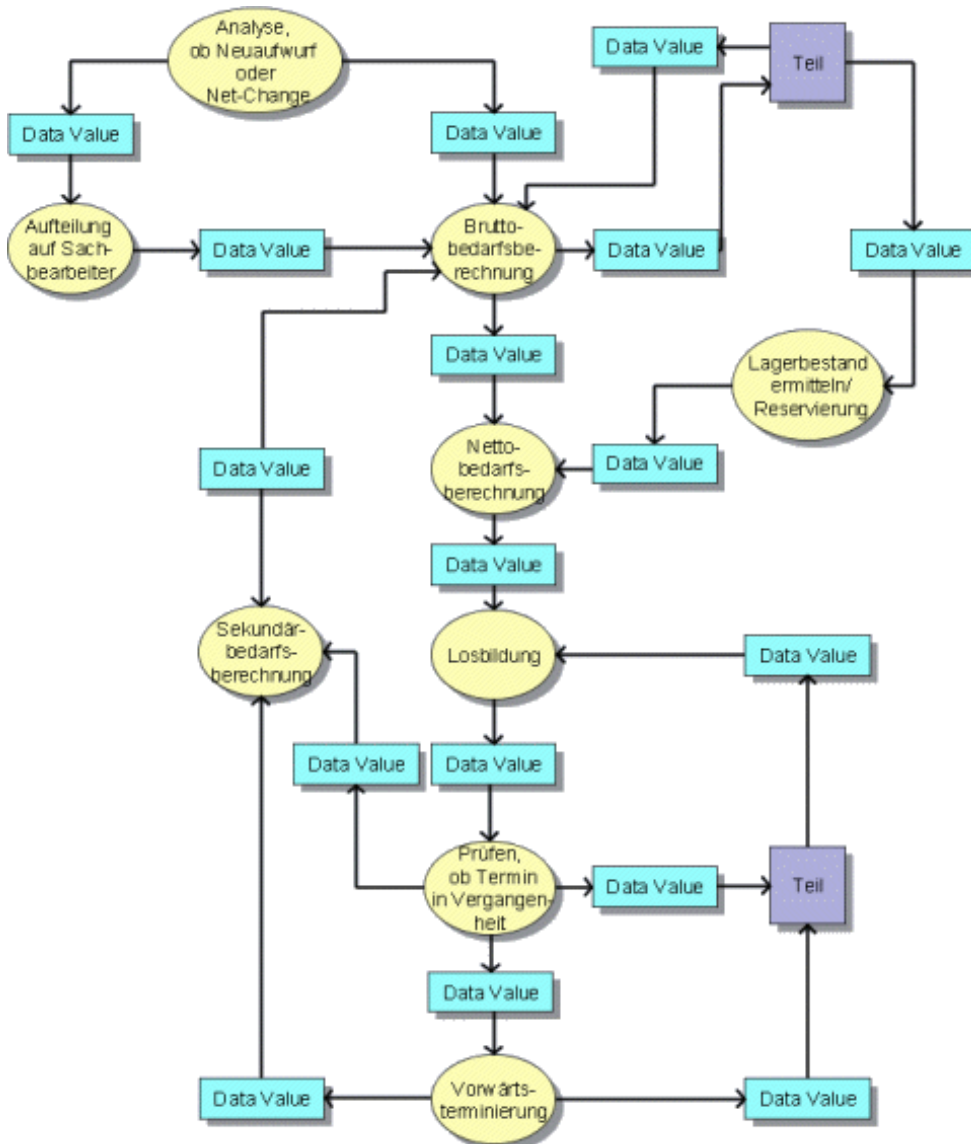 Analyse,
ob Neuaufwurf
oder
Net-Change
Data Value
Teil
Data Value
Data Value
Aufteilung
auf Sach-
bearbeiter
Data Value
Brutto-
bedarfsbe-
rechnung
Data Value
Data Value
Data Value
Lagerbestand
ermitteln/
Reservierung
Data Value
Netto-
bedarfs-
berechnung
Data Value
Data Value
Sekundär-
bedarfs-
berechnung
Losbildung
Data Value
Data Value
Data Value
Prüfen,
ob Termin
in Vergangen-
heit
Data Value
Teil
Data Value
Data Value
Vorwärts-
terminierung
Data Value